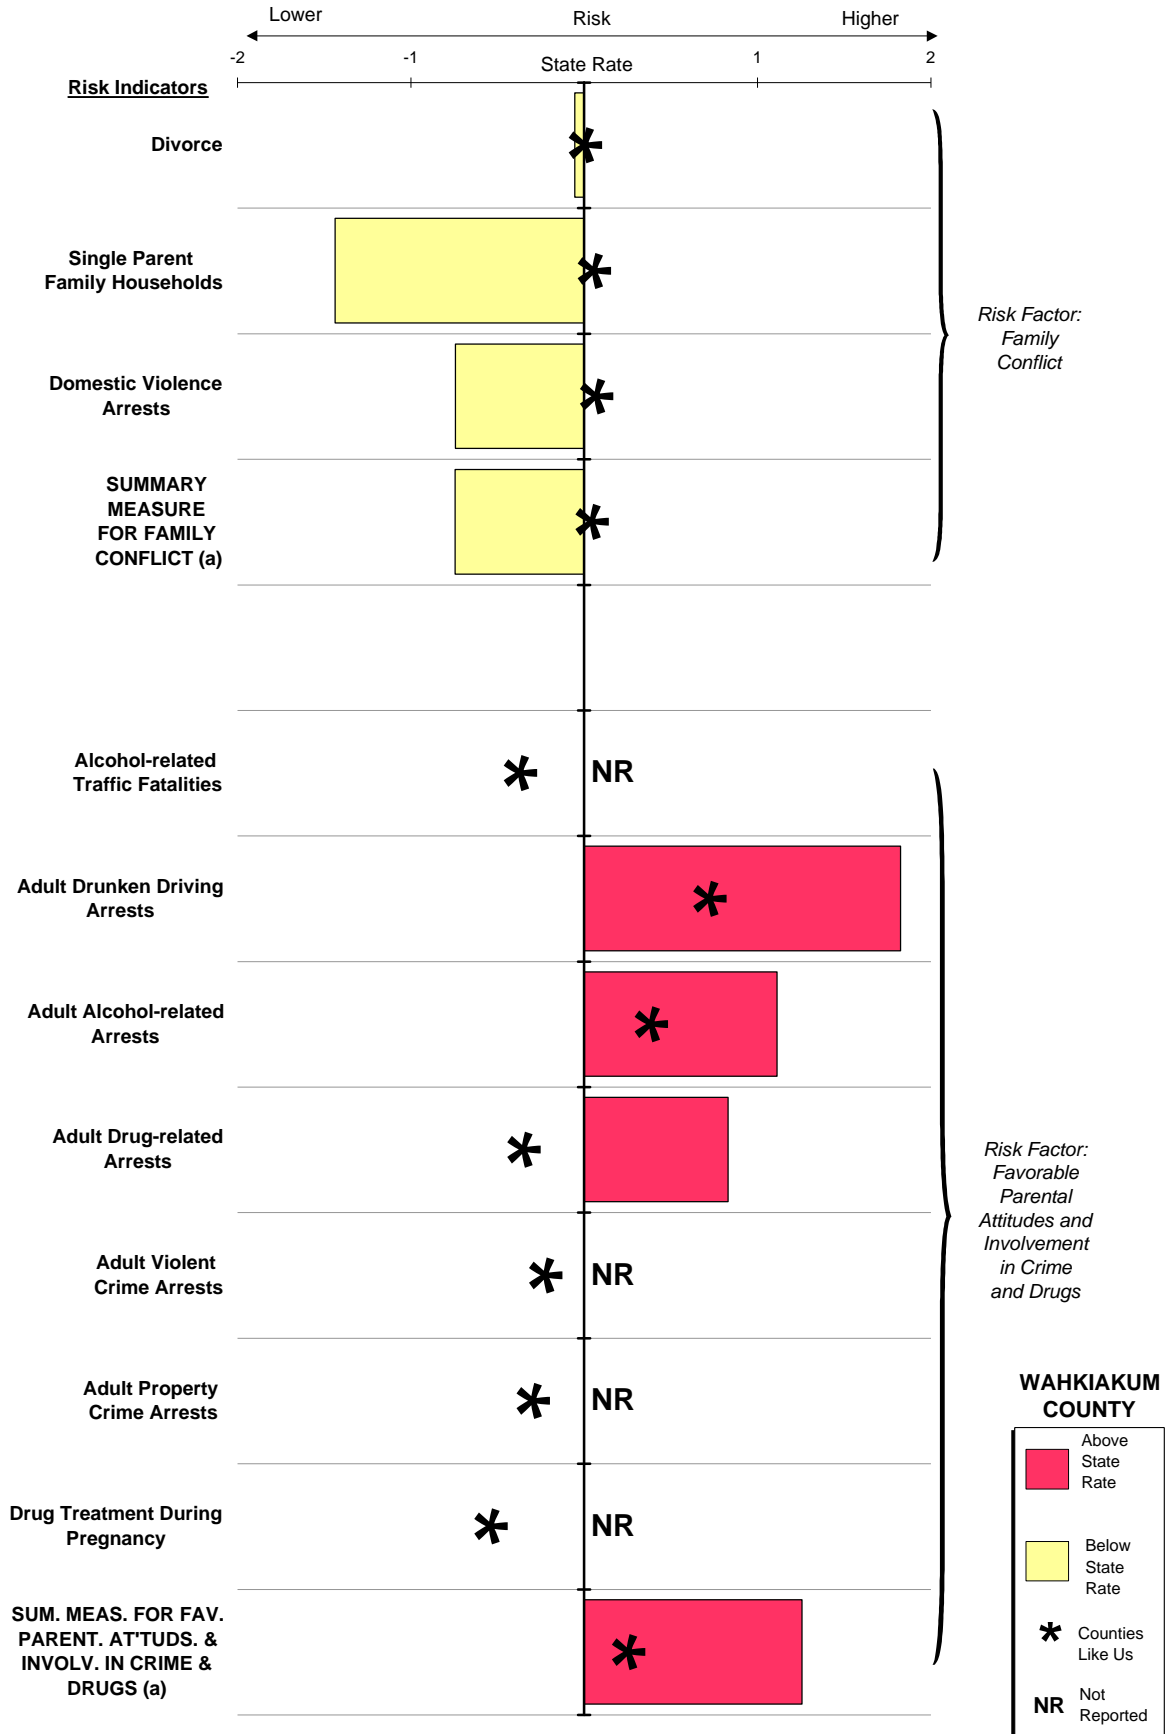 Lower Risk Higher
-2 -1 State Rate 1 2
Risk Indicators
Divorce
*
Single Parent
Family Households
*
Domestic Violence
Arrests
*
SUMMARY
MEASURE
FOR FAMILY
CONFLICT (a)
*
Risk Factor:
Family
Conflict
Alcohol-related
Traffic Fatalities
* NR
Adult Drunken Driving
Arrests
*
Adult Alcohol-related
Arrests
*
Adult Drug-related
Arrests
*
Adult Violent
Crime Arrests
* NR
Adult Property
Crime Arrests
* NR
Drug Treatment During
Pregnancy
* NR
SUM. MEAS. FOR FAV.
PARENT. AT'TUDS. &
INVOLV. IN CRIME &
DRUGS (a)
*
Risk Factor:
Favorable
Parental
Attitudes and
Involvement
in Crime
and Drugs
WAHKIAKUM
COUNTY
Above
State
Rate
Below
State
Rate
* Counties
Like Us
NR Not
Reported